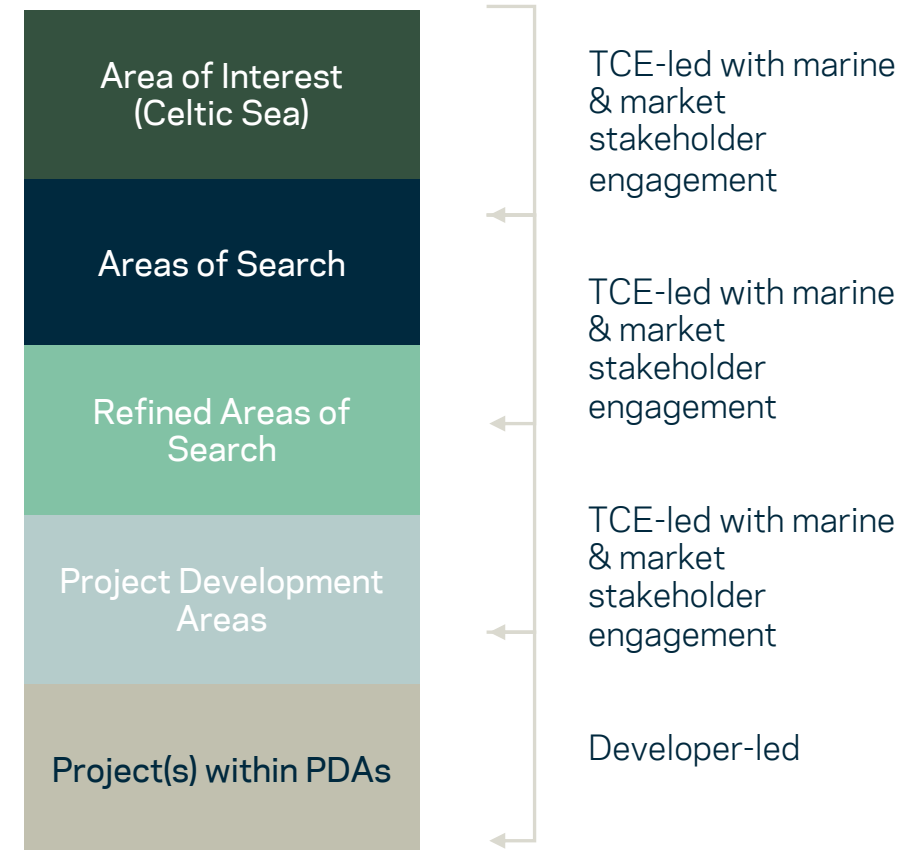 Area of Interest
(Celtic Sea)
Areas of Search
Refined Areas of
Search
Project Development
Areas
Project(s) within PDAs
TCE-led with marine
& market
stakeholder
engagement
TCE-led with marine
& market
stakeholder
engagement
TCE-led with marine
& market
stakeholder
engagement
Developer-led